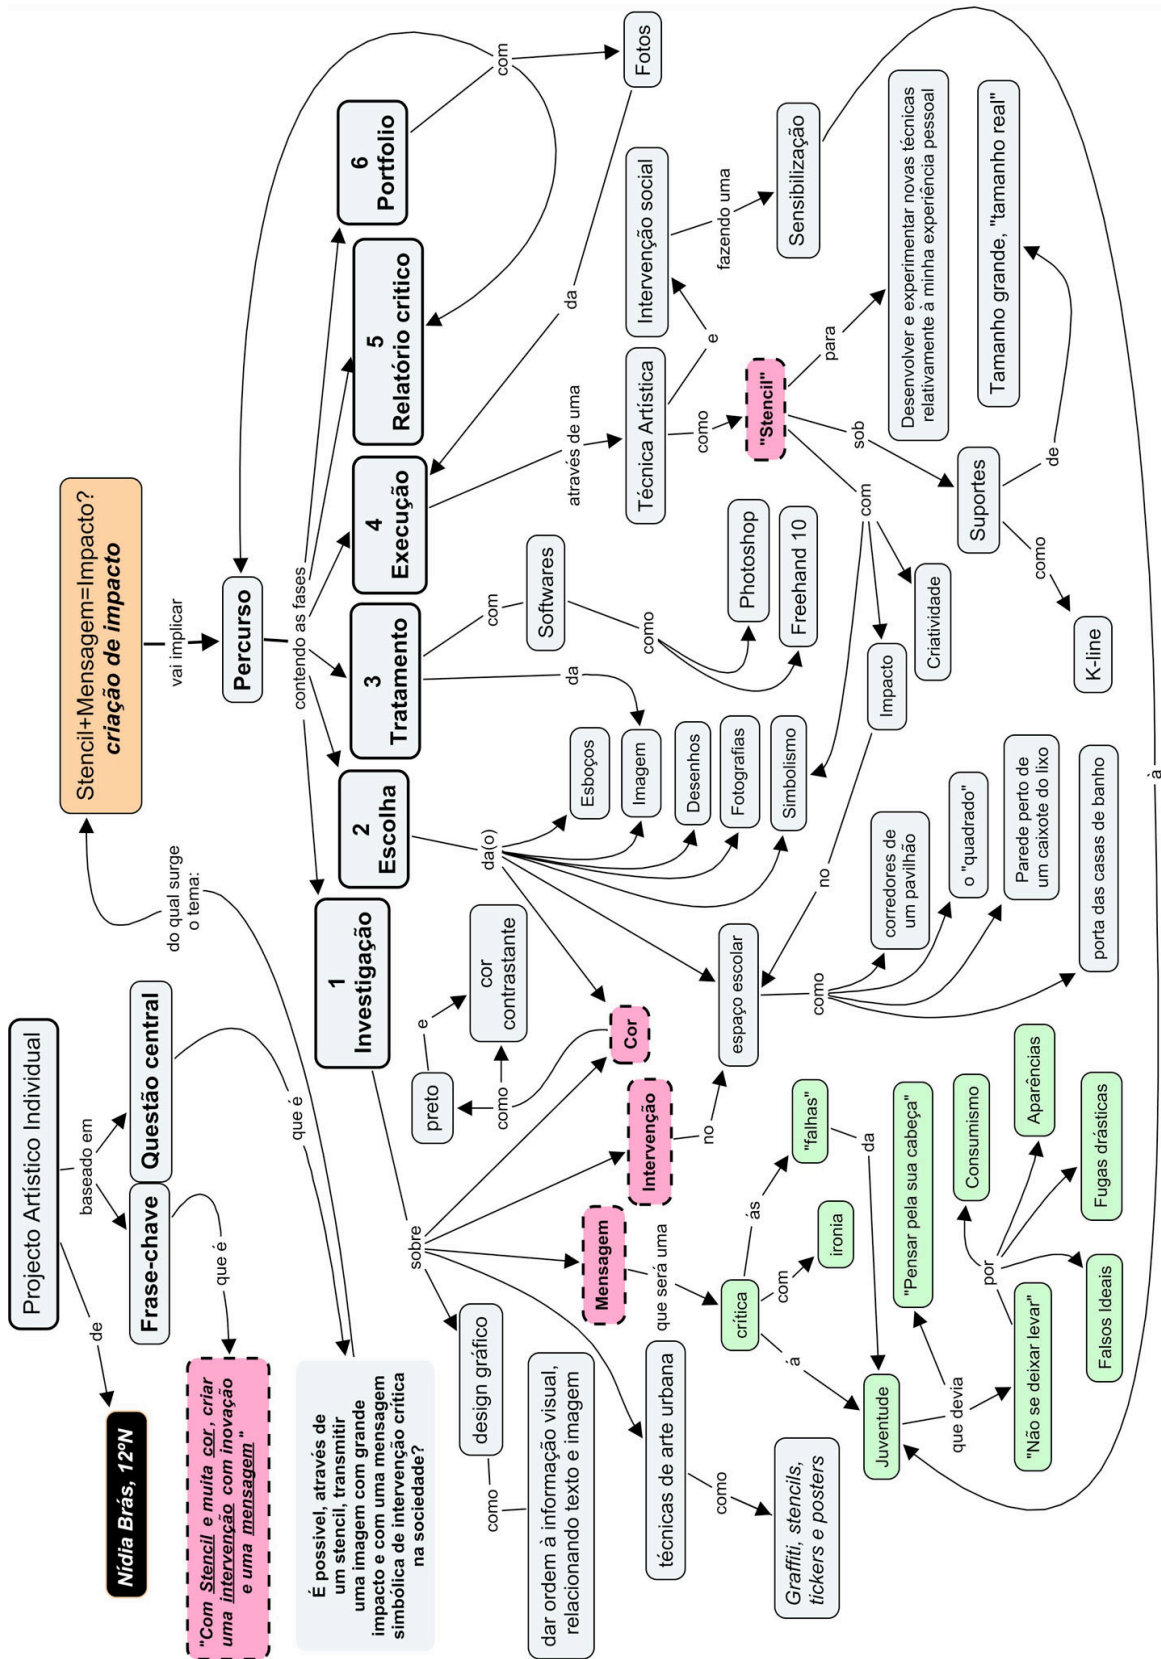 Projecto Artístico Individual
de
baseado em
Nídia Brás, 12ºN
Frase-chave
Questão central
que é
"Com Stencil e muita cor, criar
uma intervenção com inovação
e uma mensagem"
que é
É possivel, através de
um stencil, transmitir
uma imagem com grande
impacto e com uma mensagem
simbólica de intervenção crítica
na sociedade?
do qual surge
o tema:
Stencil+Mensagem=Impacto?
criação de impacto
vai implicar
Percurso
contendo as fases
1
Investigação
2
Escolha
3
Tratamento
4
Execução
5
Relatório critico
6
Portfolio
com
Fotos
da
sobre
design gráfico
como
dar ordem à informação visual,
relacionando texto e imagem
técnicas de arte urbana
como
Graffiti, stencils,
tickers e posters
Mensagem
que será uma
crítica
à
com
ás
ironia
"falhas"
da
Juventude
que devia
"Pensar pela sua cabeça"
"Não se deixar levar"
por
Consumismo
Aparências
Fugas drásticas
Falsos Ideais
Intervenção
no
espaço escolar
como
corredores de
um pavilhão
o "quadrado"
Parede perto de
um caixote do lixo
porta das casas de banho
Cor
como
preto
e
cor
contrastante
da(o)
Esboços
Imagem
Desenhos
Fotografias
Simbolismo
da
com
Softwares
como
Photoshop
Freehand 10
através de uma
Técnica Artística
e
Intervenção social
fazendo uma
Sensibilização
à
como
"Stencil"
com
Impacto
no
Criatividade
sob
Suportes
como
K-line
de
Tamanho grande, "tamanho real"
para
Desenvolver e experimentar novas técnicas
relativamente à minha experiência pessoal